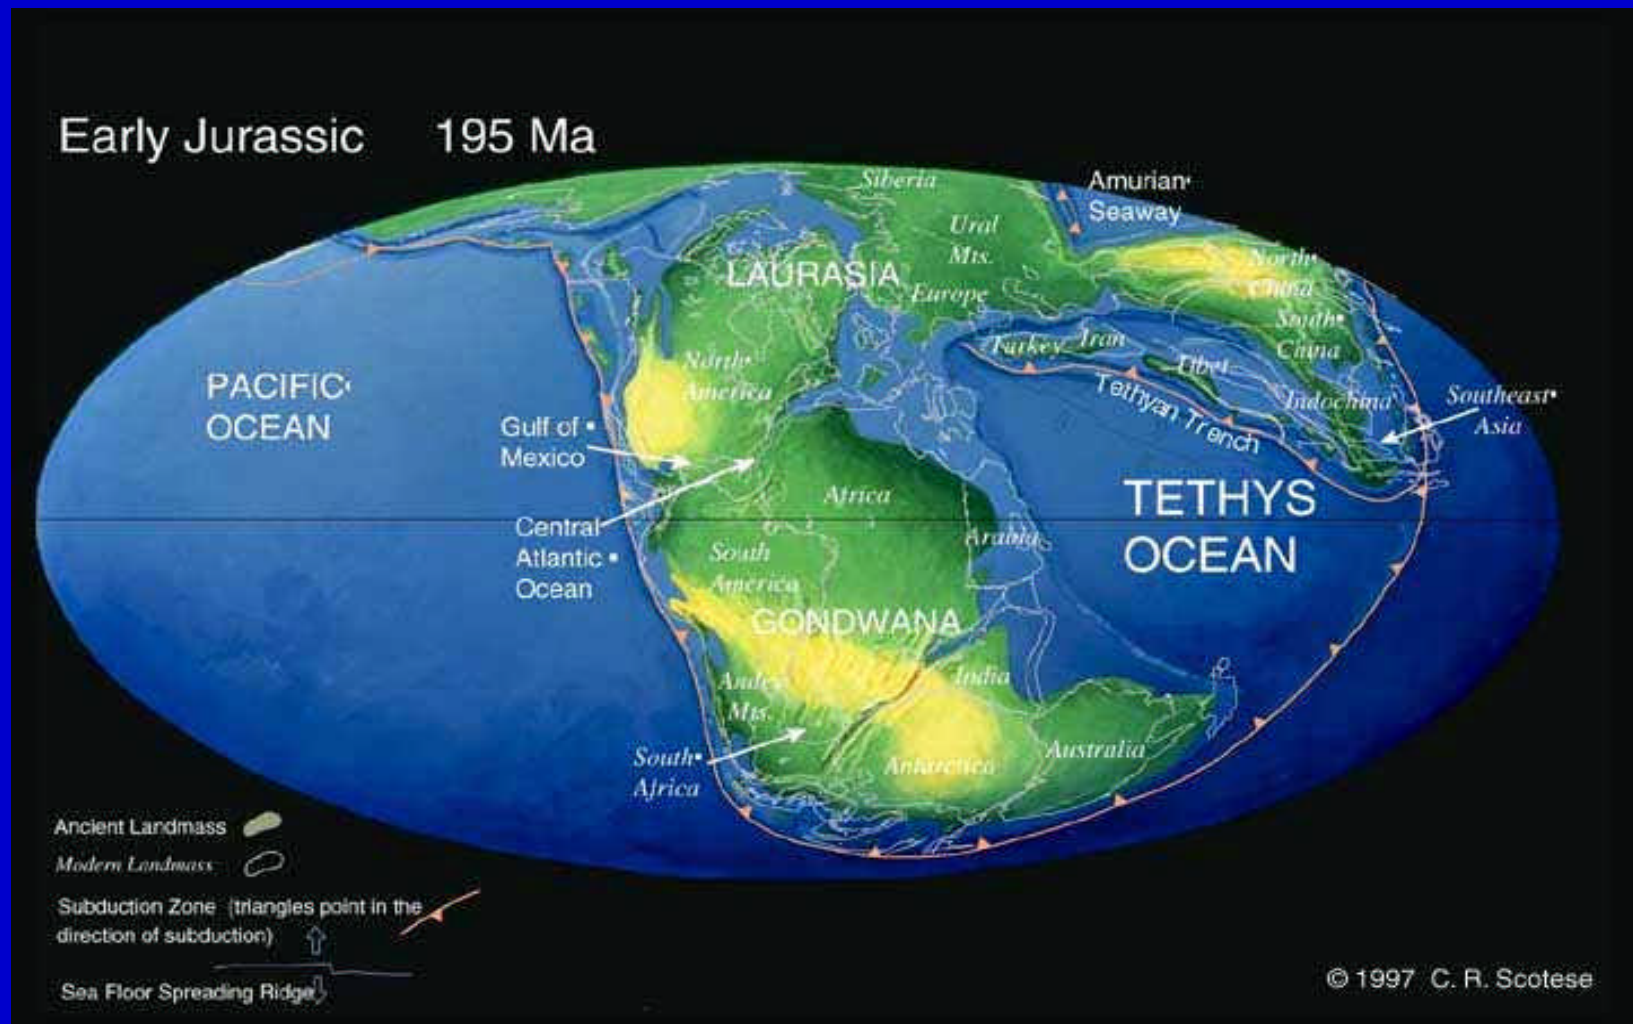 Early Jurassic 195 Ma
Siberia
Amurian
Seaway
Ural
Mts.
LAURASIA
Europe
North
China
South
China
Turkey
Iran
Tibet
Indochina
Tethyan Trench
Southeast
Asia
North
America
PACIFIC
OCEAN
Gulf of
Mexico
Africa
TETHYS
OCEAN
Central
Atlantic
Ocean
Arabia
South
America
GONDWANA
India
Andes
Mts.
Australia
Antarctica
South
Africa
Ancient Landmass
Modern Landmass
Subduction Zone (triangles point in the
direction of subduction)
Sea Floor Spreading Ridge
© 1997 C. R. Scotese